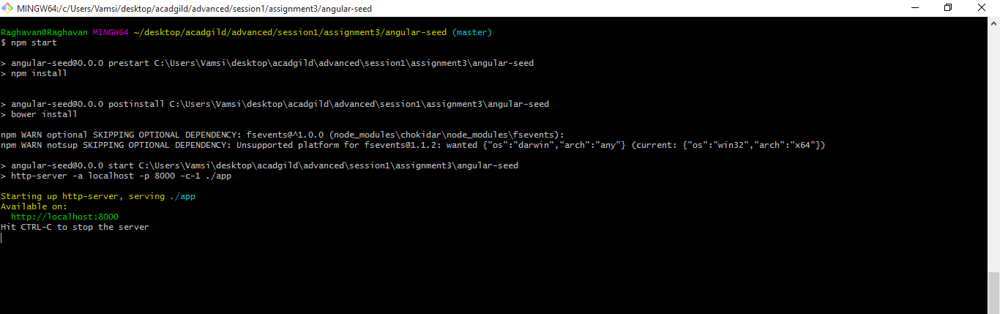 MINGW64:/c/Users/Vamsi/desktop/acadgild/advanced/session1/assignment3/angular-seed
Raghavan@Raghavan MINGW64 ~/desktop/acadgild/advanced/session1/assignment3/angular-seed (master)
$ npm start
> angular-seed@0.0.0 prestart C:\Users\Vamsi\desktop\acadgild\advanced\session1\assignment3\angular-seed
> npm install
> angular-seed@0.0.0 postinstall C:\Users\Vamsi\desktop\acadgild\advanced\session1\assignment3\angular-seed
> bower install
npm WARN optional SKIPPING OPTIONAL DEPENDENCY: fsevents@^1.0.0 (node_modules\chokidar\node_modules\fsevents):
npm WARN notsup SKIPPING OPTIONAL DEPENDENCY: Unsupported platform for fsevents@1.1.2: wanted {"os":"darwin","arch":"any"} (current: {"os":"win32","arch":"x64"})
> angular-seed@0.0.0 start C:\Users\Vamsi\desktop\acadgild\advanced\session1\assignment3\angular-seed
> http-server -a localhost -p 8000 -c-1 ./app
Starting up http-server, serving ./app
Available on:
  http://localhost:8000
Hit CTRL-C to stop the server